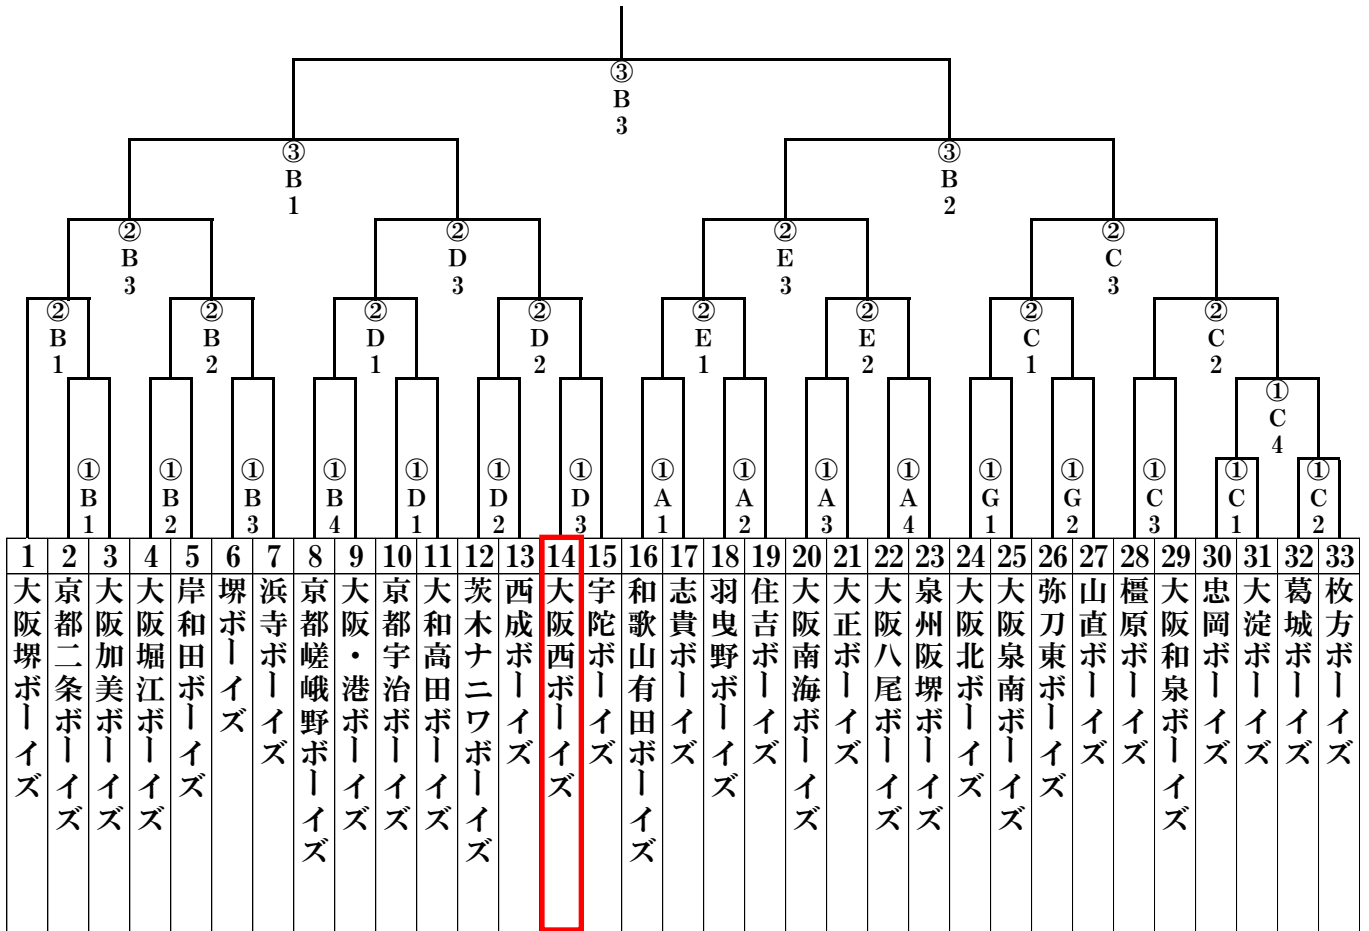 ③
B
3
③
B
1
③
B
2
②
B
3
②
D
3
②
E
3
②
C
3
②
B
1
②
B
2
②
D
1
②
D
2
②
E
1
②
E
2
②
C
1
②
C
2
①
C
4
①
B
1
①
B
2
①
B
3
①
B
4
①
D
1
①
D
2
①
D
3
①
A
1
①
A
2
①
A
3
①
A
4
①
G
1
①
G
2
①
C
3
①
C
1
①
C
2
1
大阪堺ボーイズ
2
京都二条ボーイズ
3
大阪加美ボーイズ
4
大阪堀江ボーイズ
5
岸和田ボーイズ
6
堺ボーイズ
7
浜寺ボーイズ
8
京都嵯峨野ボーイズ
9
大阪・港ボーイズ
10
京都宇治ボーイズ
11
大和高田ボーイズ
12
茨木ナニワボーイズ
13
西成ボーイズ
14
大阪西ボーイズ
15
宇陀ボーイズ
16
和歌山有田ボーイズ
17
志貴ボーイズ
18
羽曳野ボーイズ
19
住吉ボーイズ
20
大阪南海ボーイズ
21
大正ボーイズ
22
大阪八尾ボーイズ
23
泉州阪堺ボーイズ
24
大阪北ボーイズ
25
大阪泉南ボーイズ
26
弥刀東ボーイズ
27
山直ボーイズ
28
橿原ボーイズ
29
大阪和泉ボーイズ
30
忠岡ボーイズ
31
大淀ボーイズ
32
葛城ボーイズ
33
枚方ボーイズ